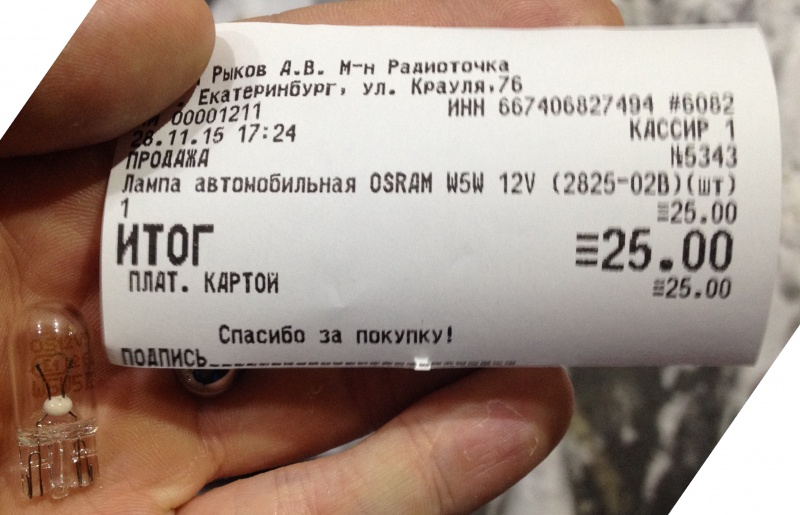 Рыков А.В. М-н Радиоточка
Екатеринбург, ул. Крауля,76
00001211 ИНН 667406827494 #6082
28.11.15 17:24 КАССИР 1
ПРОДАЖА №5343
Лампа автомобильная OSRAM W5W 12V (2825-02B)(шт)
1 ≡25.00
ИТОГ ≡25.00
ПЛАТ. КАРТОЙ ≡25.00
Спасибо за покупку!
ПОДПИСЬ